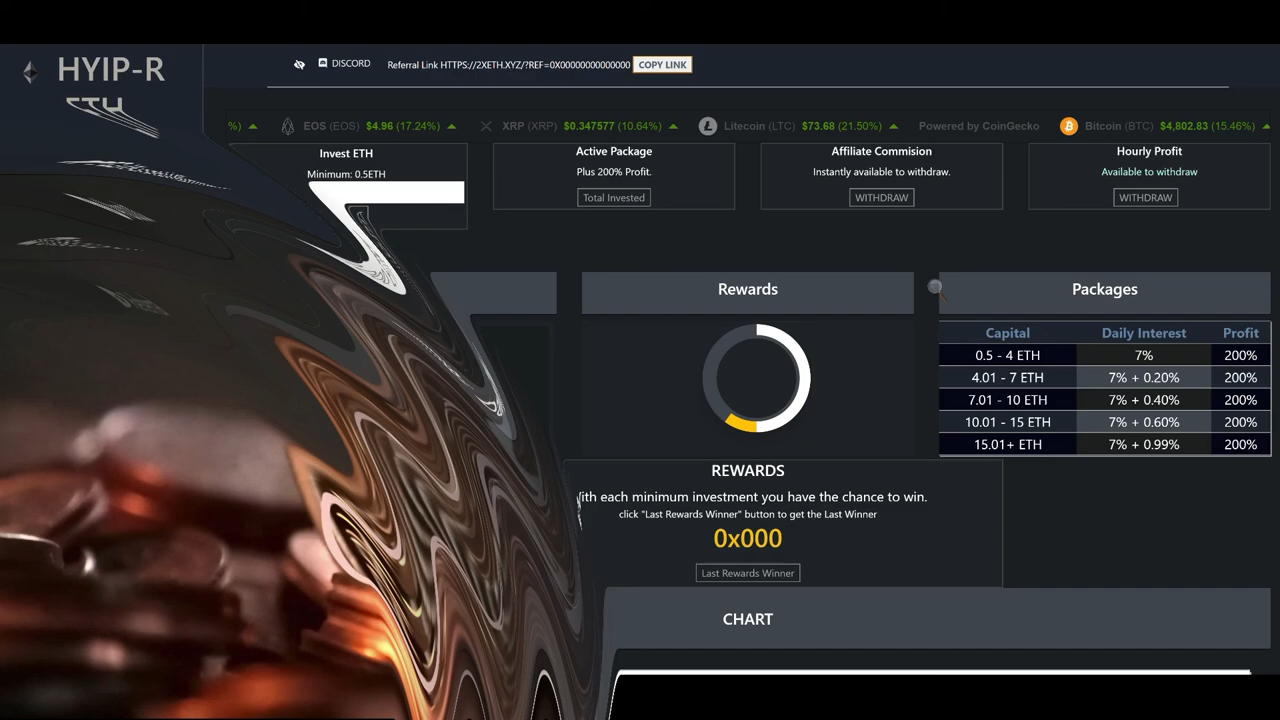 HYIP-R
ETH
DISCORD
Referral Link HTTPS://2XETH.XYZ/?REF=0X00000000000000 COPY LINK
%) EOS (EOS) $4.96 (17.24%) XRP (XRP) $0.347577 (10.64%) Litecoin (LTC) $73.68 (21.50%) Powered by CoinGecko Bitcoin (BTC) $4,802.83 (15.46%)
Invest ETH
Minimum: 0.5ETH
Active Package
Plus 200% Profit.
Total Invested
Affiliate Commision
Instantly available to withdraw.
WITHDRAW
Hourly Profit
Available to withdraw
WITHDRAW
Rewards
Packages
Capital Daily Interest Profit
0.5 - 4 ETH 7% 200%
4.01 - 7 ETH 7% + 0.20% 200%
7.01 - 10 ETH 7% + 0.40% 200%
10.01 - 15 ETH 7% + 0.60% 200%
15.01+ ETH 7% + 0.99% 200%
REWARDS
ith each minimum investment you have the chance to win.
click "Last Rewards Winner" button to get the Last Winner
0x000
Last Rewards Winner
CHART